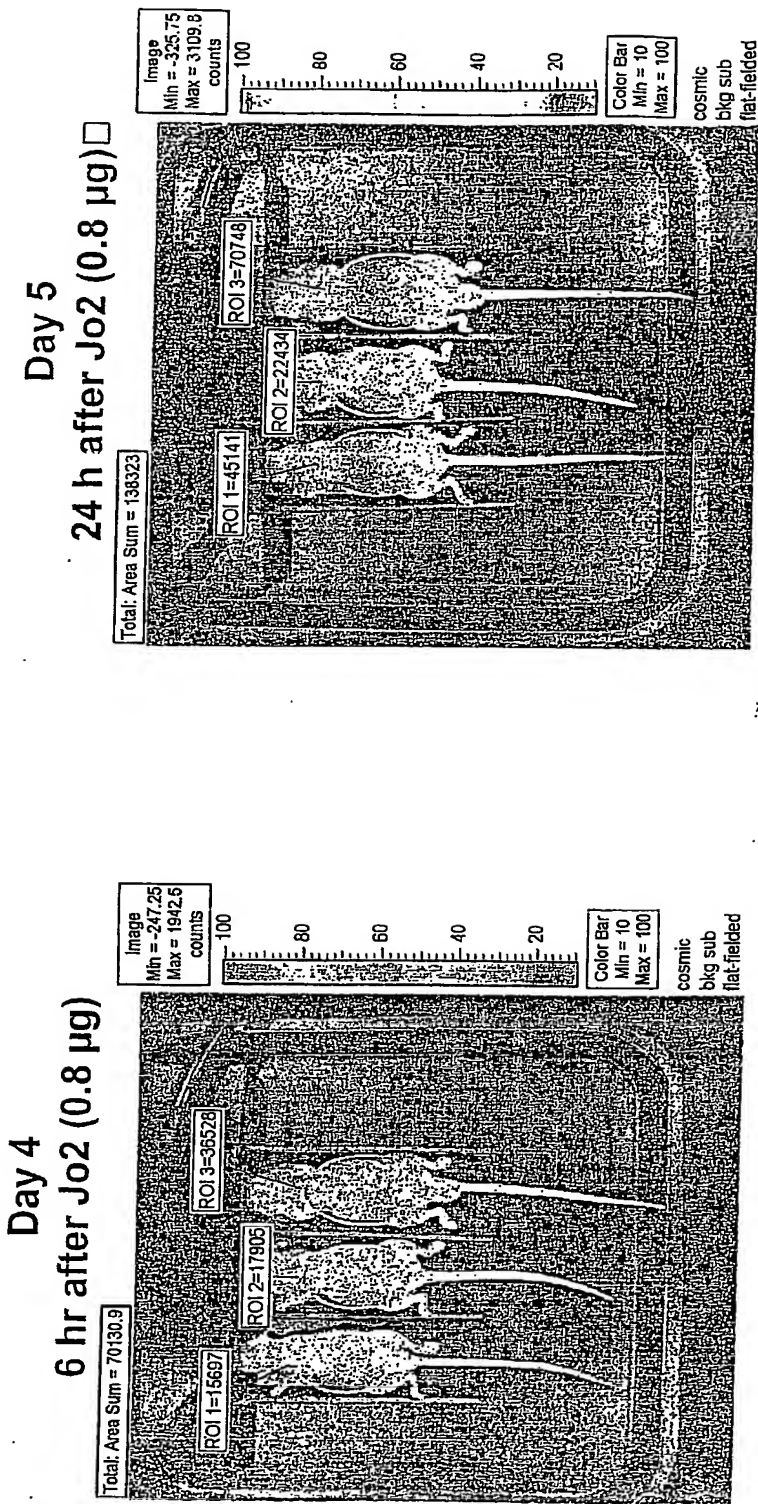 Day 4
6 hr after Jo2 (0.8 µg)
Total: Area Sum = 70130.9
ROI 1=15697
ROI 2=17905
ROI 3=36528
Image
Min = -247.25
Max = 1942.5
counts
100
80
60
40
20
Color Bar
Min = 10
Max = 100
cosmic
bkg sub
flat-fielded
Day 5
24 h after Jo2 (0.8 µg)□
Total: Area Sum = 138323
ROI 1=45141
ROI 2=22434
ROI 3=70748
Image
Min = -325.75
Max = 3109.8
counts
100
80
60
40
20
Color Bar
Min = 10
Max = 100
cosmic
bkg sub
flat-fielded